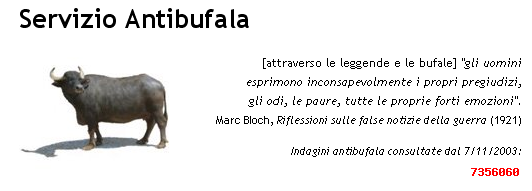 Servizio Antibufala
[attraverso le leggende e le bufale] "gli uomini
esprimono inconsapevolmente i propri pregiudizi,
gli odi, le paure, tutte le proprie forti emozioni".
Marc Bloch, Riflessioni sulle false notizie della guerra (1921)
Indagini antibufala consultate dal 7/11/2003:
7356060